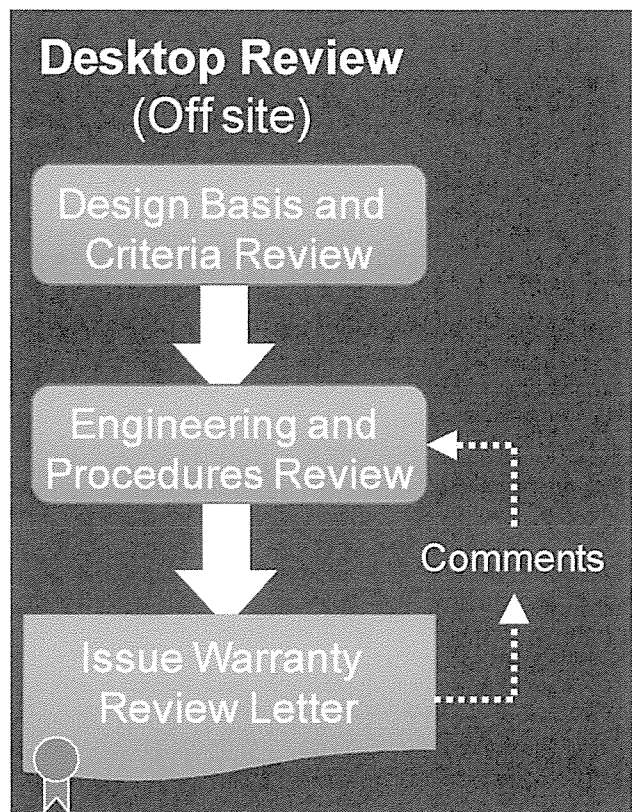 Desktop Review
(Off site)
Design Basis and
Criteria Review
Engineering and
Procedures Review
Comments
Issue Warranty
Review Letter